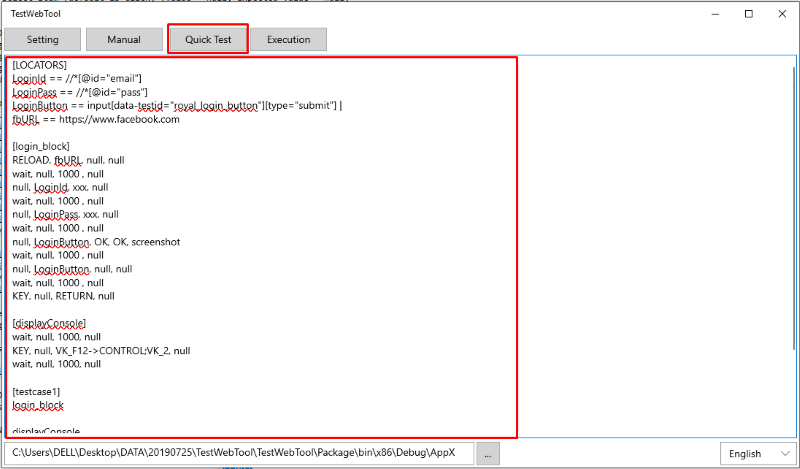 TestWebTool
Setting
Manual
Quick Test
Execution
[LOCATORS]
LoginId == //*[@id="email"]
LoginPass == //*[@id="pass"]
LoginButton == input[data-testid="royal_login_button"][type="submit"] |
fbURL == https://www.facebook.com
[login_block]
RELOAD, fbURL, null, null
wait, null, 1000 , null
null, LoginId, xxx, null
wait, null, 1000 , null
null, LoginPass, xxx, null
wait, null, 1000 , null
null, LoginButton, OK, OK, screenshot
wait, null, 1000 , null
null, LoginButton, null, null
wait, null, 1000 , null
KEY, null, RETURN, null
[displayConsole]
wait, null, 1000, null
KEY, null, VK_F12->CONTROL;VK_2, null
wait, null, 1000, null
[testcase1]
login_block
displayConsole
C:\Users\DELL\Desktop\DATA\20190725\TestWebTool\TestWebTool\Package\bin\x86\Debug\AppX
...
English